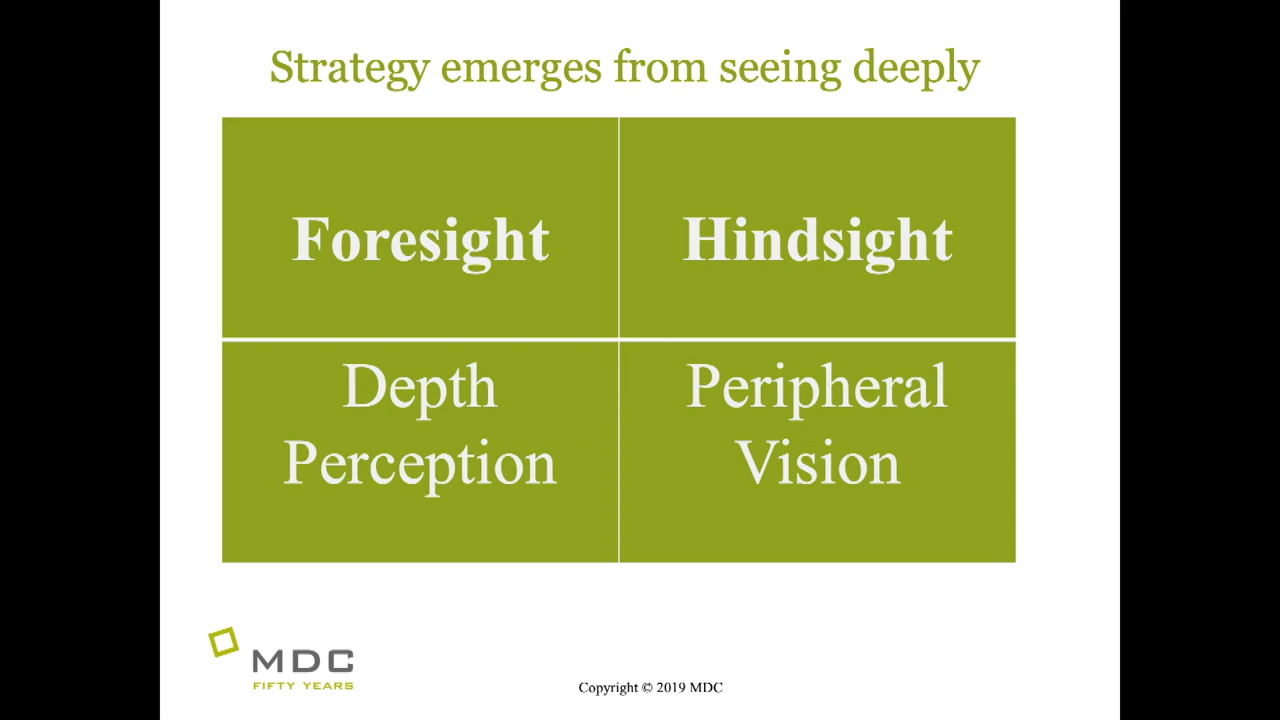 Strategy emerges from seeing deeply
Foresight
Hindsight
Depth
Perception
Peripheral
Vision
MDC
FIFTY YEARS
Copyright © 2019 MDC